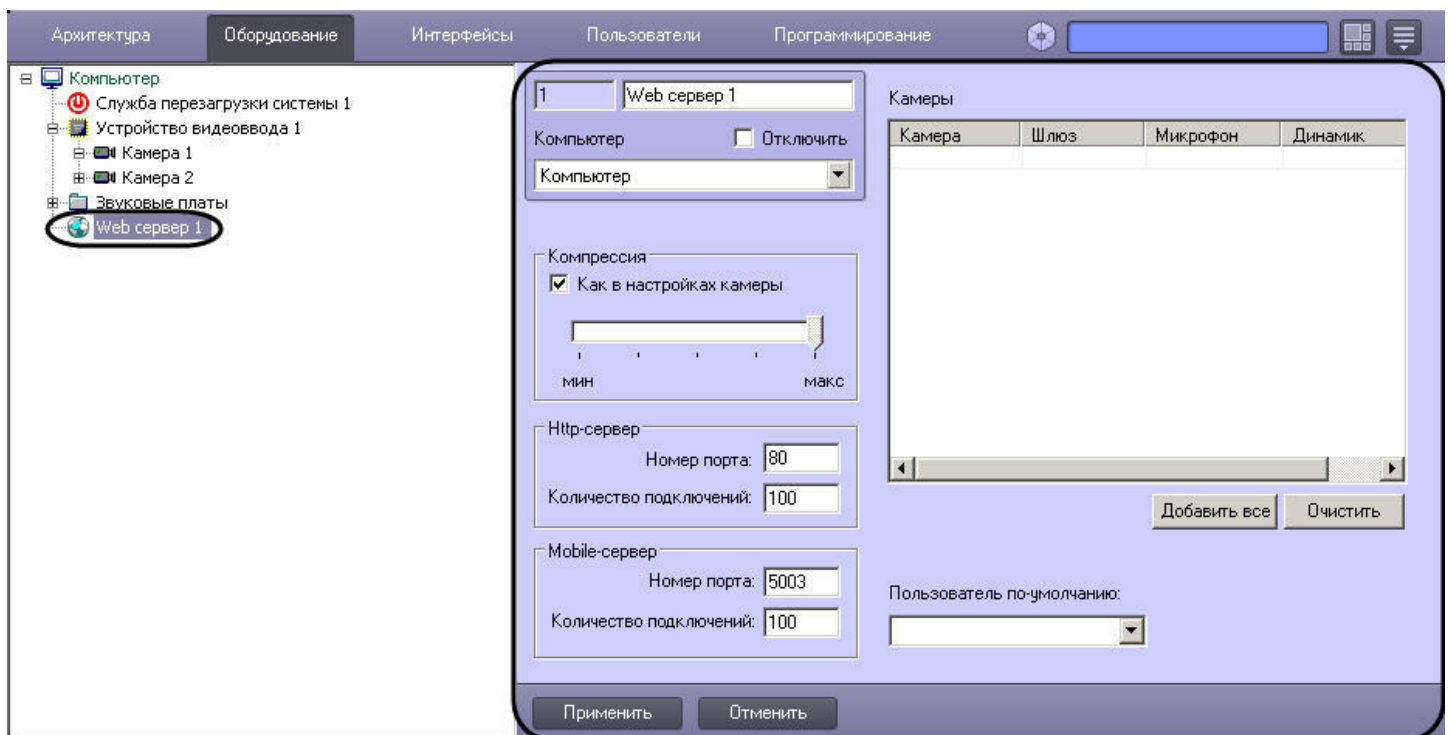 Архитектура Оборудование Интерфейсы Пользователи Программирование
Компьютер
Служба перезагрузки системы 1
Устройство видеоввода 1
Камера 1
Камера 2
Звуковые платы
Web сервер 1
1 Web сервер 1
Компьютер Отключить
Компьютер
Компрессия
Как в настройках камеры
мин макс
Http-сервер
Номер порта: 80
Количество подключений: 100
Mobile-сервер
Номер порта: 5003
Количество подключений: 100
Камеры
Камера Шлюз Микрофон Динамик
Добавить все Очистить
Пользователь по-умолчанию:
Применить Отменить